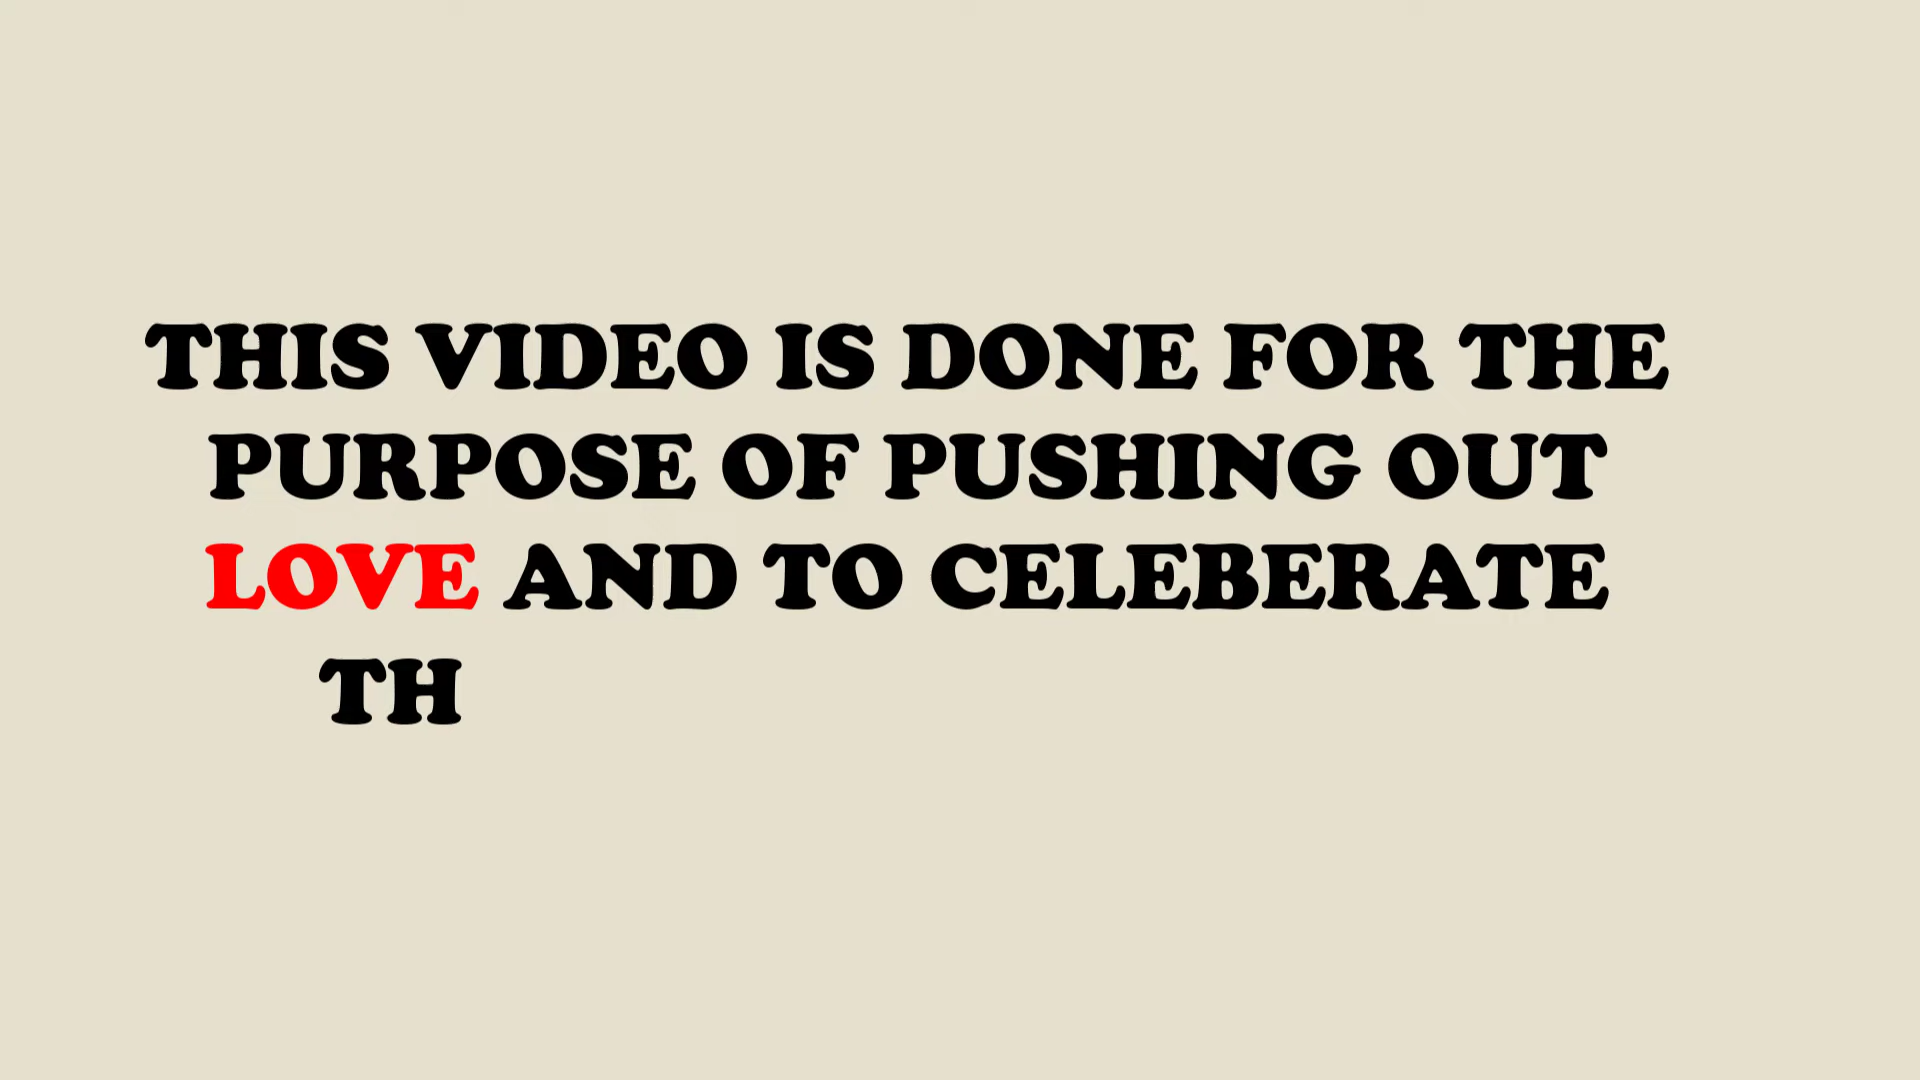 THIS VIDEO IS DONE FOR THE
PURPOSE OF PUSHING OUT
LOVE AND TO CELEBERATE
TH